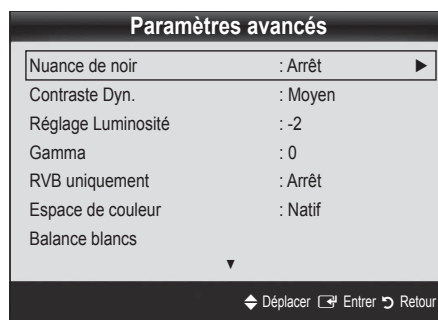 Paramètres avancés
Nuance de noir : Arrêt ►
Contraste Dyn. : Moyen
Réglage Luminosité : -2
Gamma : 0
RVB uniquement : Arrêt
Espace de couleur : Natif
Balance blancs
▼
Déplacer Entrer Retour